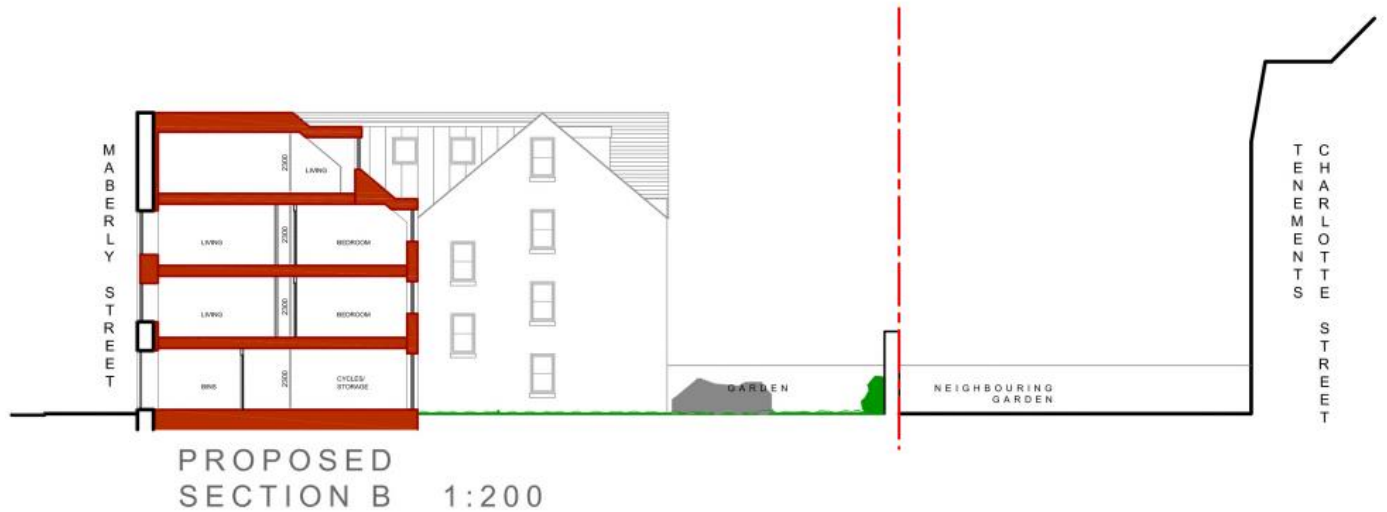 MABERLY STREET
2300
LIVING
LIVING
2300
BEDROOM
LIVING
2300
BEDROOM
BINS
2300
CYCLES/
STORAGE
GARDEN
NEIGHBOURING
GARDEN
TENEMENTS
CHARLOTTE STREET
PROPOSED
SECTION B 1:200